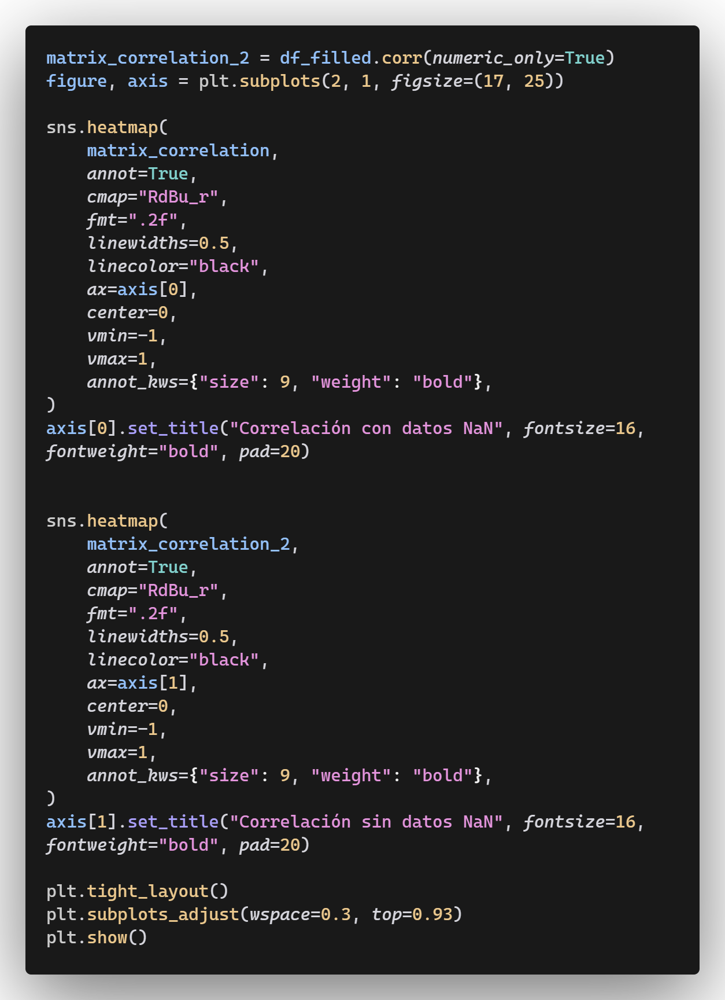 matrix_correlation_2 = df_filled.corr(numeric_only=True)
figure, axis = plt.subplots(2, 1, figsize=(17, 25))

sns.heatmap(
    matrix_correlation,
    annot=True,
    cmap="RdBu_r",
    fmt=".2f",
    linewidths=0.5,
    linecolor="black",
    ax=axis[0],
    center=0,
    vmin=-1,
    vmax=1,
    annot_kws={"size": 9, "weight": "bold"},
)
axis[0].set_title("Correlación con datos NaN", fontsize=16,
fontweight="bold", pad=20)


sns.heatmap(
    matrix_correlation_2,
    annot=True,
    cmap="RdBu_r",
    fmt=".2f",
    linewidths=0.5,
    linecolor="black",
    ax=axis[1],
    center=0,
    vmin=-1,
    vmax=1,
    annot_kws={"size": 9, "weight": "bold"},
)
axis[1].set_title("Correlación sin datos NaN", fontsize=16,
fontweight="bold", pad=20)

plt.tight_layout()
plt.subplots_adjust(wspace=0.3, top=0.93)
plt.show()